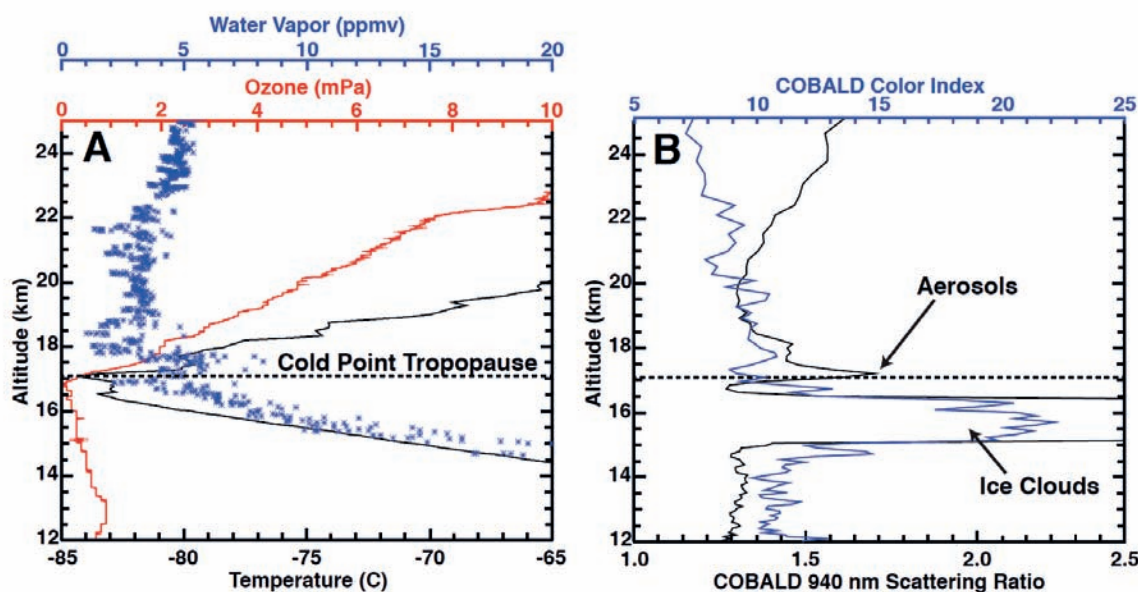 Water Vapor (ppmv)
0 5 10 15 20
Ozone (mPa)
0 2 4 6 8 10
A
24
22
20
18
16
14
12
Altitude (km)
Cold Point Tropopause
-85 -80 -75 -70 -65
Temperature (C)
COBALD Color Index
5 10 15 20 25
B
24
22
20
18
16
14
12
Altitude (km)
Aerosols
Ice Clouds
1.0 1.5 2.0 2.5
COBALD 940 nm Scattering Ratio